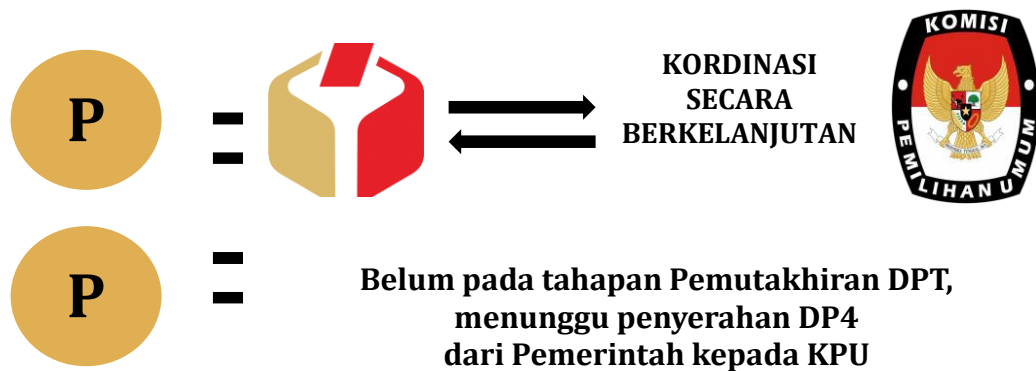 P
=
KORDINASI
SECARA
BERKELANJUTAN
KOMISI
PEMILIHAN UMUM
P
=
Belum pada tahapan Pemutakhiran DPT,
menunggu penyerahan DP4
dari Pemerintah kepada KPU